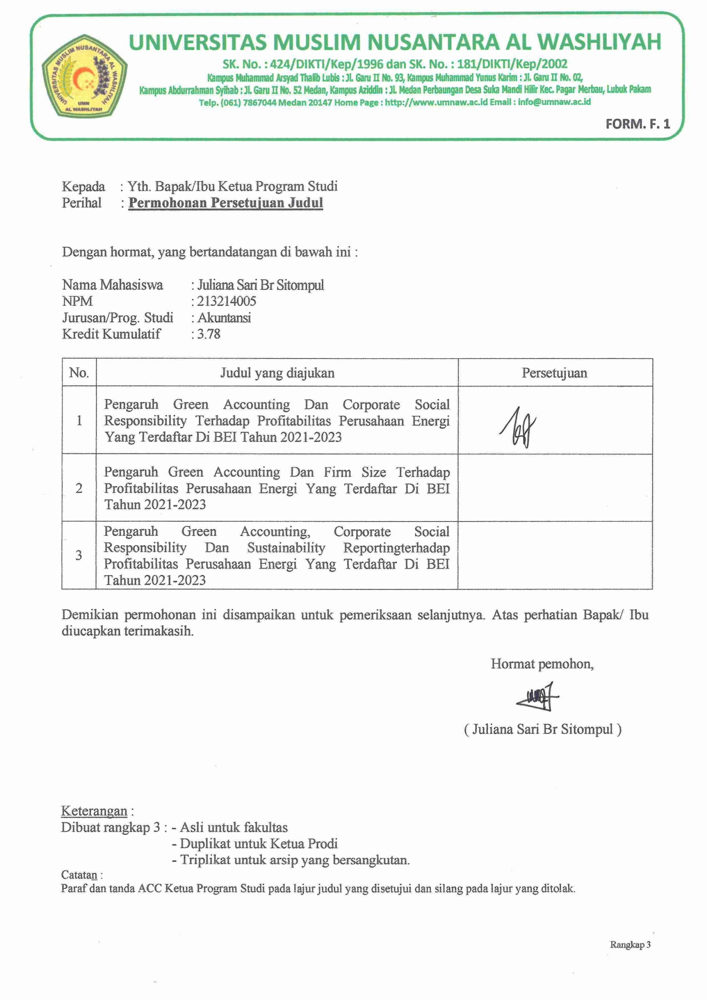 UNIVERSITAS MUSLIM NUSANTARA AL WASHLIYAH
UMN
AL WASHLIYAH
UNIVERSITAS MUSLIM NUSANTARA AL WASHLIYAH
SK. No. : 424/DIKTI/Kep/1996 dan SK. No. : 181/DIKTI/Kep/2002
Kampus Muhammad Arsyad Thalib Lubis : Jl. Garu II No. 93, Kampus Muhammad Yunus Karim : Jl. Garu II No. 02,
Kampus Abdurrahman Syihab : Jl. Garu II No. 52 Medan, Kampus Aziddin : Jl. Medan Perbaungan Desa Suka Mandi Hilir Kec. Pagar Merbau, Lubuk Pakam
Telp. (061) 7867044 Medan 20147 Home Page : http://www.umnaw.ac.id Email : info@umnaw.ac.id
FORM. F. 1
Kepada : Yth. Bapak/Ibu Ketua Program Studi
Perihal : Permohonan Persetujuan Judul
Dengan hormat, yang bertandatangan di bawah ini :
Nama Mahasiswa : Juliana Sari Br Sitompul
NPM : 213214005
Jurusan/Prog. Studi : Akuntansi
Kredit Kumulatif : 3.78
No. Judul yang diajukan Persetujuan
Pengaruh Green Accounting Dan Corporate Social
1 Responsibility Terhadap Profitabilitas Perusahaan Energi
Yang Terdaftar Di BEI Tahun 2021-2023
Pengaruh Green Accounting Dan Firm Size Terhadap
2 Profitabilitas Perusahaan Energi Yang Terdaftar Di BEI
Tahun 2021-2023
Pengaruh Green Accounting, Corporate Social
Responsibility Dan Sustainability Reportingterhadap
3
Profitabilitas Perusahaan Energi Yang Terdaftar Di BEI
Tahun 2021-2023
Demikian permohonan ini disampaikan untuk pemeriksaan selanjutnya. Atas perhatian Bapak/ Ibu
diucapkan terimakasih.
Hormat pemohon,
( Juliana Sari Br Sitompul )
Keterangan :
Dibuat rangkap 3 : - Asli untuk fakultas
- Duplikat untuk Ketua Prodi
- Triplikat untuk arsip yang bersangkutan.
Catatan :
Paraf dan tanda ACC Ketua Program Studi pada lajur judul yang disetujui dan silang pada lajur yang ditolak.
Rangkap 3